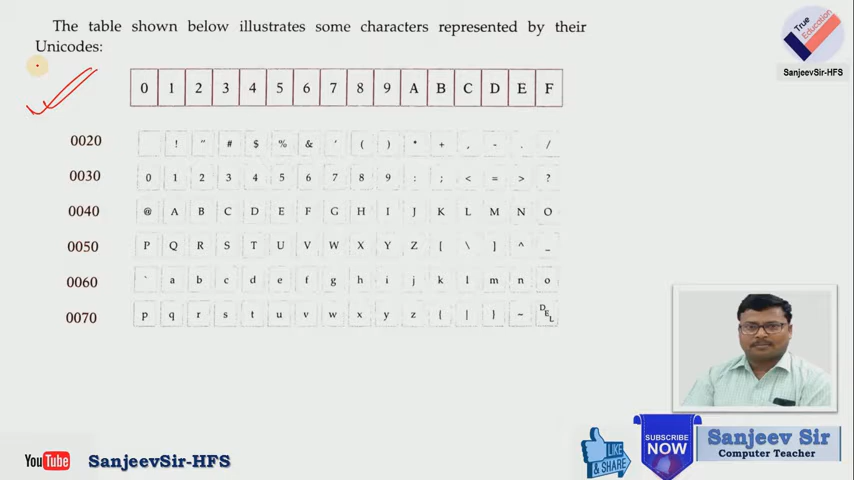 The table shown below illustrates some characters represented by their
Unicodes:
True
Education
SanjeevSir-HFS
0 1 2 3 4 5 6 7 8 9 A B C D E F
0020 ! " # $ % & ' ( ) * + , - . /
0030 0 1 2 3 4 5 6 7 8 9 : ; < = > ?
0040 @ A B C D E F G H I J K L M N O
0050 P Q R S T U V W X Y Z [ \ ] ^ _
0060 ` a b c d e f g h i j k l m n o
0070 p q r s t u v w x y z { | } ~ DEL
YouTube SanjeevSir-HFS
LIKE
& SHARE
SUBSCRIBE
NOW
Sanjeev Sir
Computer Teacher